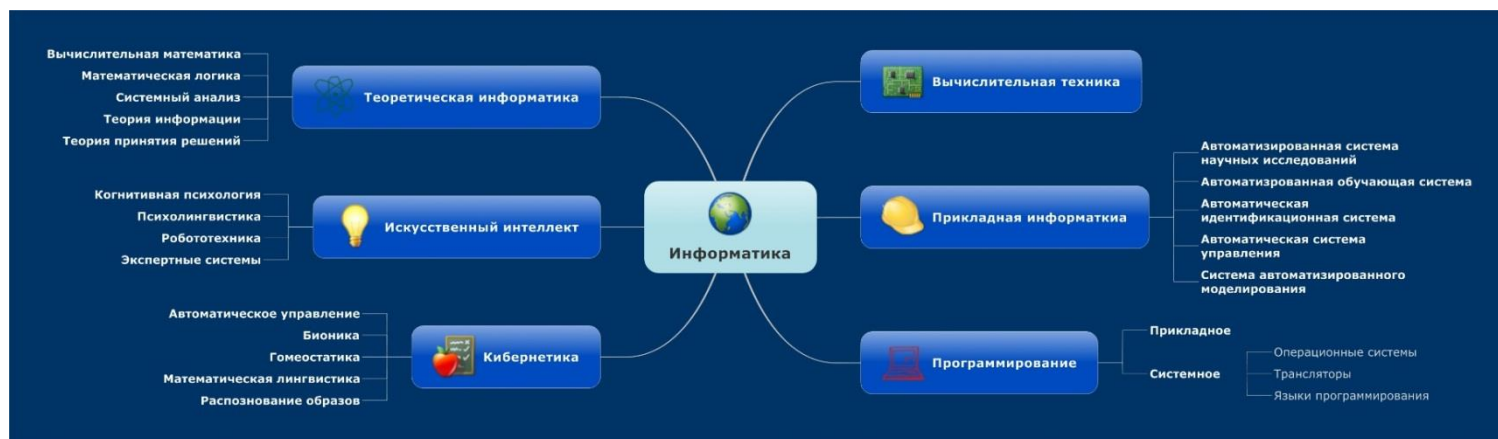 Вычислительная математика
Математическая логика
Системный анализ
Теория информации
Теория принятия решений
Теоретическая информатика
Когнитивная психология
Психолингвистика
Робототехника
Экспертные системы
Искусственный интеллект
Автоматическое управление
Бионика
Гомеостатика
Математическая лингвистика
Распознование образов
Кибернетика
Информатика
Вычислительная техника
Прикладная информаткиа
Автоматизированная система
научных исследований
Автоматизрованная обучающая система
Автоматическая
идентификационная система
Автоматическая система
управления
Система автоматизированного
моделирования
Программирование
Прикладное
Системное
Операционные системы
Трансляторы
Языки программирования